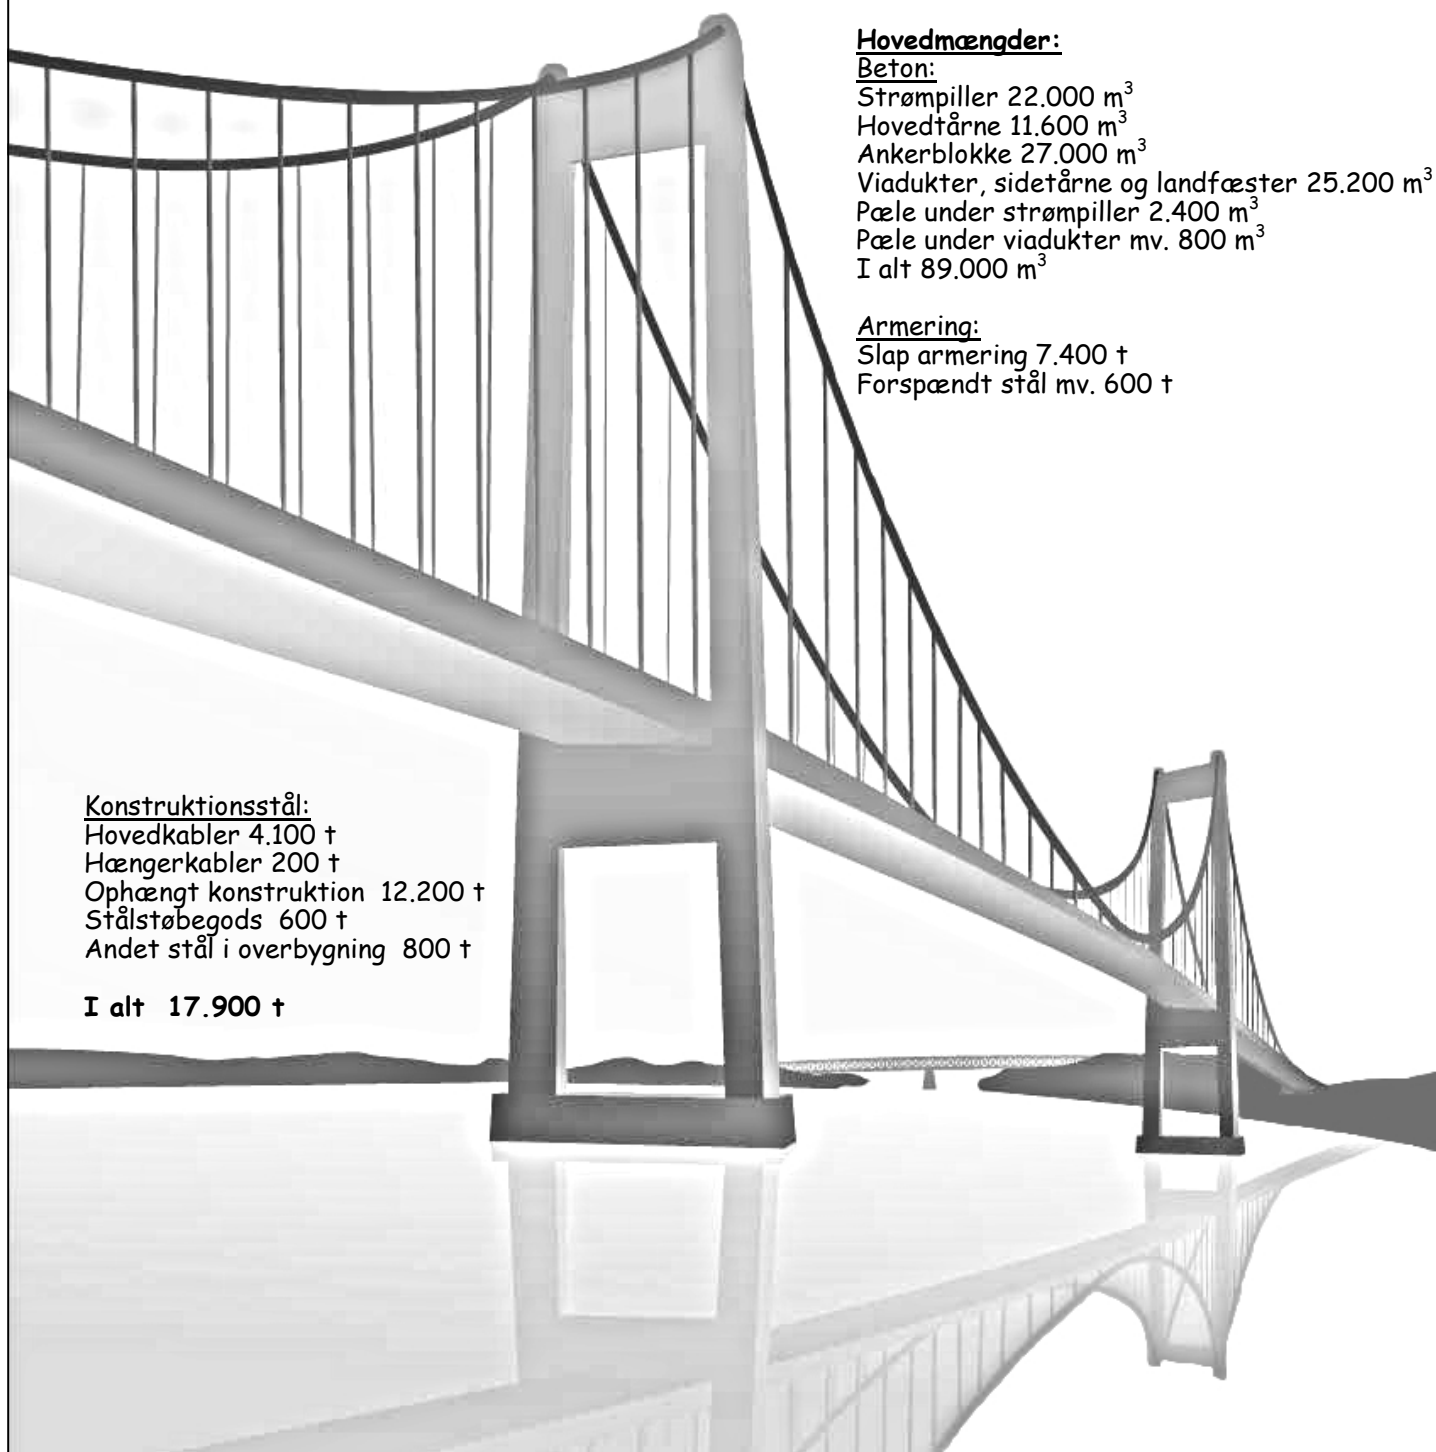 Hovedmængder:
Beton:
Strømpiller 22.000 m³
Hovedtårne 11.600 m³
Ankerblokke 27.000 m³
Viadukter, sidetårne og landfæster 25.200 m³
Pæle under strømpiller 2.400 m³
Pæle under viadukter mv. 800 m³
I alt 89.000 m³
Armering:
Slap armering 7.400 t
Forspændt stål mv. 600 t
Konstruktionsstål:
Hovedkabler 4.100 t
Hængerkabler 200 t
Ophængt konstruktion 12.200 t
Stålstøbegods 600 t
Andet stål i overbygning 800 t
I alt 17.900 t